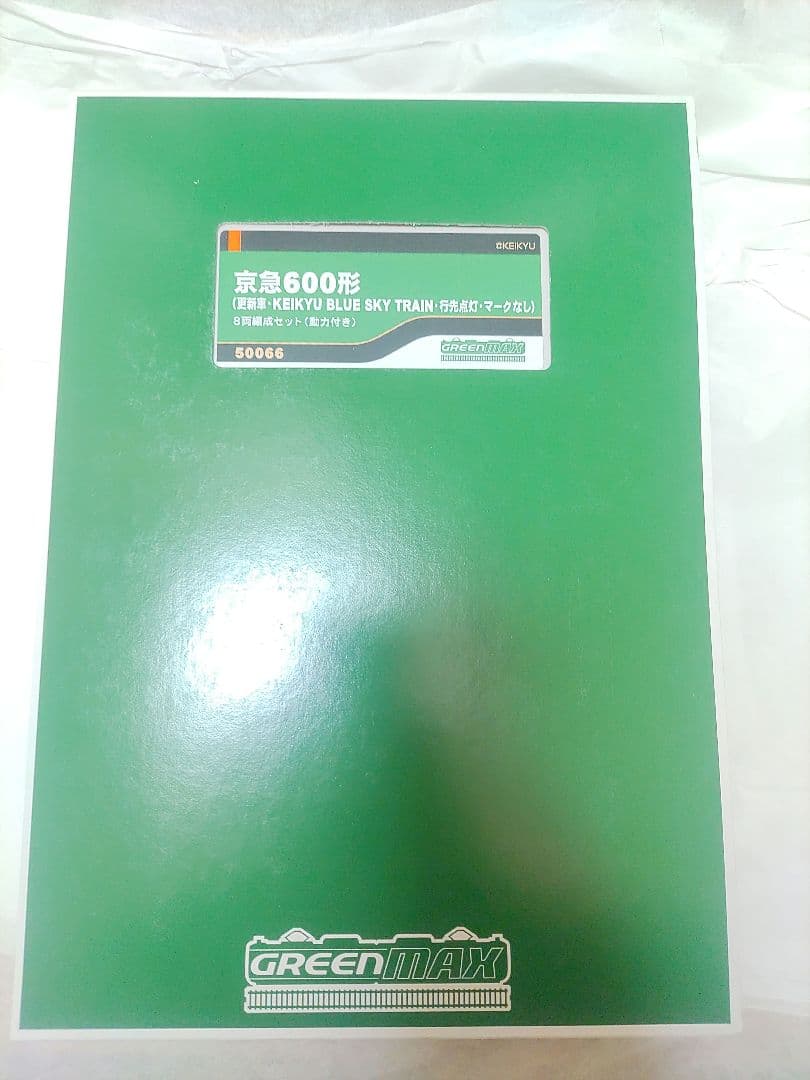 ©KEIKYU
京急600形
(更新車・KEIKYU BLUE SKY TRAIN・行先点灯・マークなし)
8両編成セット(動力付き)
50066
GREENMAX
GREENMAX